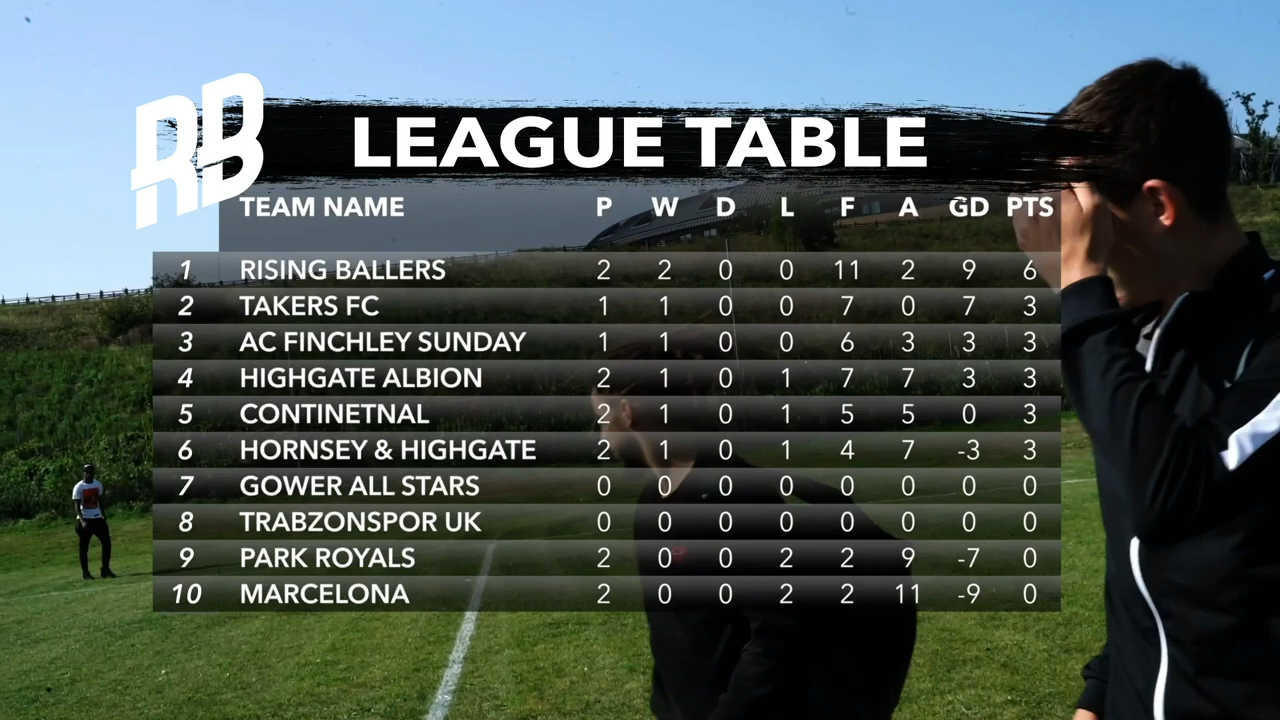 RB LEAGUE TABLE
TEAM NAME P W D L F A GD PTS
1 RISING BALLERS 2 2 0 0 11 2 9 6
2 TAKERS FC 1 1 0 0 7 0 7 3
3 AC FINCHLEY SUNDAY 1 1 0 0 6 3 3 3
4 HIGHGATE ALBION 2 1 0 1 7 7 3 3
5 CONTINETNAL 2 1 0 1 5 5 0 3
6 HORNSEY & HIGHGATE 2 1 0 1 4 7 -3 3
7 GOWER ALL STARS 0 0 0 0 0 0 0 0
8 TRABZONSPOR UK 0 0 0 0 0 0 0 0
9 PARK ROYALS 2 0 0 2 2 9 -7 0
10 MARCELONA 2 0 0 2 2 11 -9 0